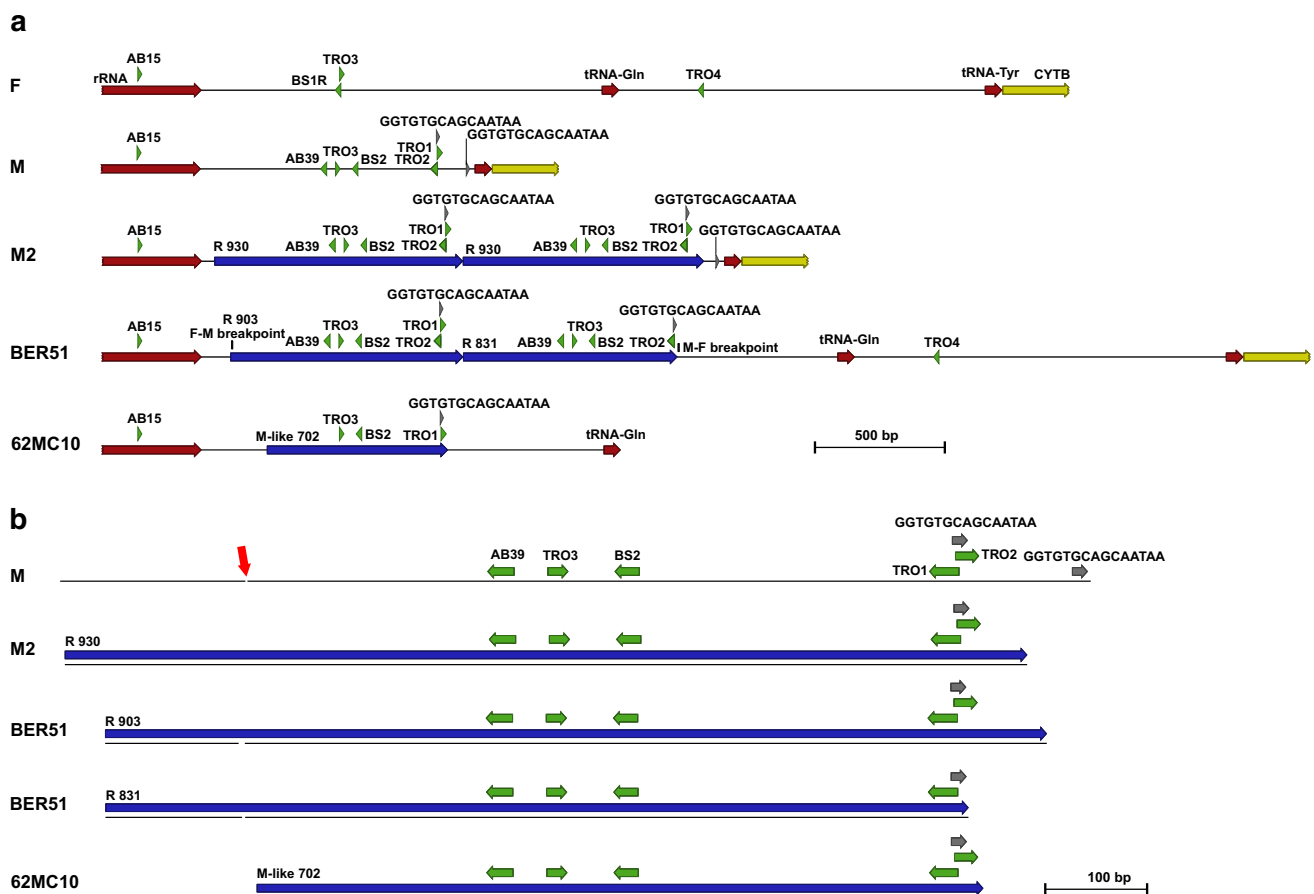 a
F
rRNA
AB15
BS1R
TRO3
tRNA-Gln
TRO4
tRNA-Tyr
CYTB
M
AB15
AB39
TRO3
BS2
GGTGTGCAGCAATAA
TRO1
TRO2
GGTGTGCAGCAATAA
M2
AB15
R 930
AB39
TRO3
BS2
GGTGTGCAGCAATAA
TRO1
TRO2
R 930
AB39
TRO3
BS2
GGTGTGCAGCAATAA
TRO1
TRO2
GGTGTGCAGCAATAA
BER51
AB15
R 903
F-M breakpoint
AB39
TRO3
BS2
GGTGTGCAGCAATAA
TRO1
TRO2
R 831
AB39
TRO3
BS2
GGTGTGCAGCAATAA
TRO2
M-F breakpoint
tRNA-Gln
TRO4
62MC10
AB15
M-like 702
TRO3
BS2
GGTGTGCAGCAATAA
TRO1
tRNA-Gln
500 bp
b
M
AB39
TRO3
BS2
GGTGTGCAGCAATAA
TRO2
TRO1
GGTGTGCAGCAATAA
M2
R 930
BER51
R 903
BER51
R 831
62MC10
M-like 702
100 bp